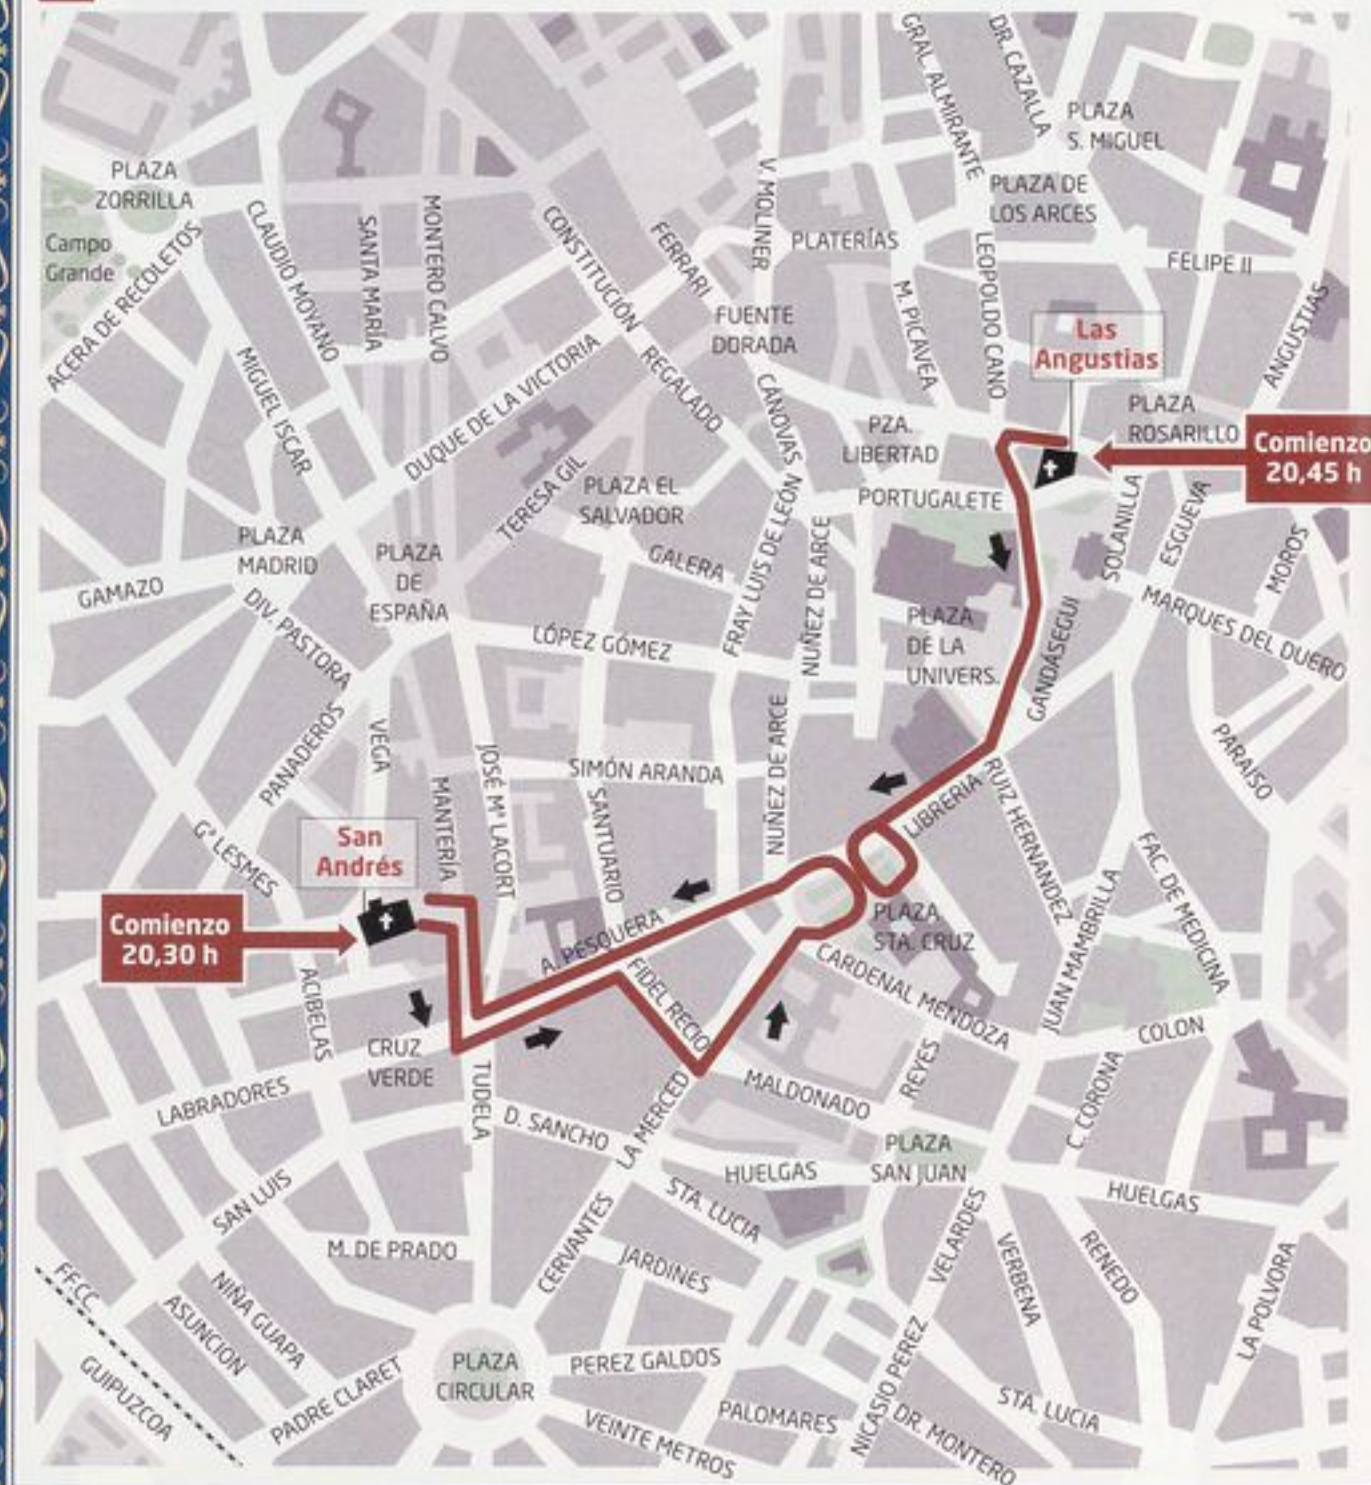 GRAL. ALMIRANTE
DR. CAZALLA
PLAZA
S. MIGUEL
PLAZA
ZORRILLA
V. MOLINER
PLAZA DE
LOS ARCES
Campo
Grande
ACERA DE RECOLETOS
CLAUDIO MOYANO
SANTA MARÍA
MONTERO CALVO
CONSTITUCIÓN
FERRARI
PLATERÍAS
LEOPOLDO CANO
FELIPE II
M. PICAVEA
ANGUSTIAS
FUENTE
DORADA
Las
Angustias
MIGUEL ISCAR
DUQUE DE LA VICTORIA
REGALADO
CÁNOVAS
PZA.
LIBERTAD
PLAZA
ROSARILLO
Comienzo
20,45 h
TERESA GIL
PLAZA EL
SALVADOR
PORTUGALETE
SOLANILLA
ESGUEVA
MOROS
PLAZA
MADRID
PLAZA
DE
ESPAÑA
GALERA
FRAY LUIS DE LEÓN
NUÑEZ DE ARCE
GAMAZO
DIV. PASTORA
LÓPEZ GÓMEZ
PLAZA
DE LA
UNIVERS.
GANDÁSEGUI
MARQUES DEL DUERO
PANADEROS
VEGA
JOSÉ Mª LACORT
SIMÓN ARANDA
NUÑEZ DE ARCE
PARAISO
MANTERÍA
SANTUARIO
LIBRERÍA
RUIZ HERNANDEZ
Gª LESMES
San
Andrés
FAC. DE MEDICINA
Comienzo
20,30 h
A. PESQUERA
PLAZA
STA. CRUZ
JUAN MAMBRILLA
ACIBELAS
FIDEL RECIO
CARDENAL MENDOZA
COLON
CRUZ
VERDE
TUDELA
LABRADORES
D. SANCHO
LA MERCED
MALDONADO
REYES
C. CORONA
PLAZA
SAN JUAN
HUELGAS
HUELGAS
SAN LUIS
STA. LUCIA
M. DE PRADO
CERVANTES
JARDINES
VELARDES
VERBENA
RENEDO
LA POLVORA
FF.CC
NIÑA GUAPA
ASUNCION
GUIPUZCOA
PADRE CLARET
PLAZA
CIRCULAR
PEREZ GALDOS
NICASIO PEREZ
PALOMARES
VEINTE METROS
DR. MONTERO
STA. LUCIA